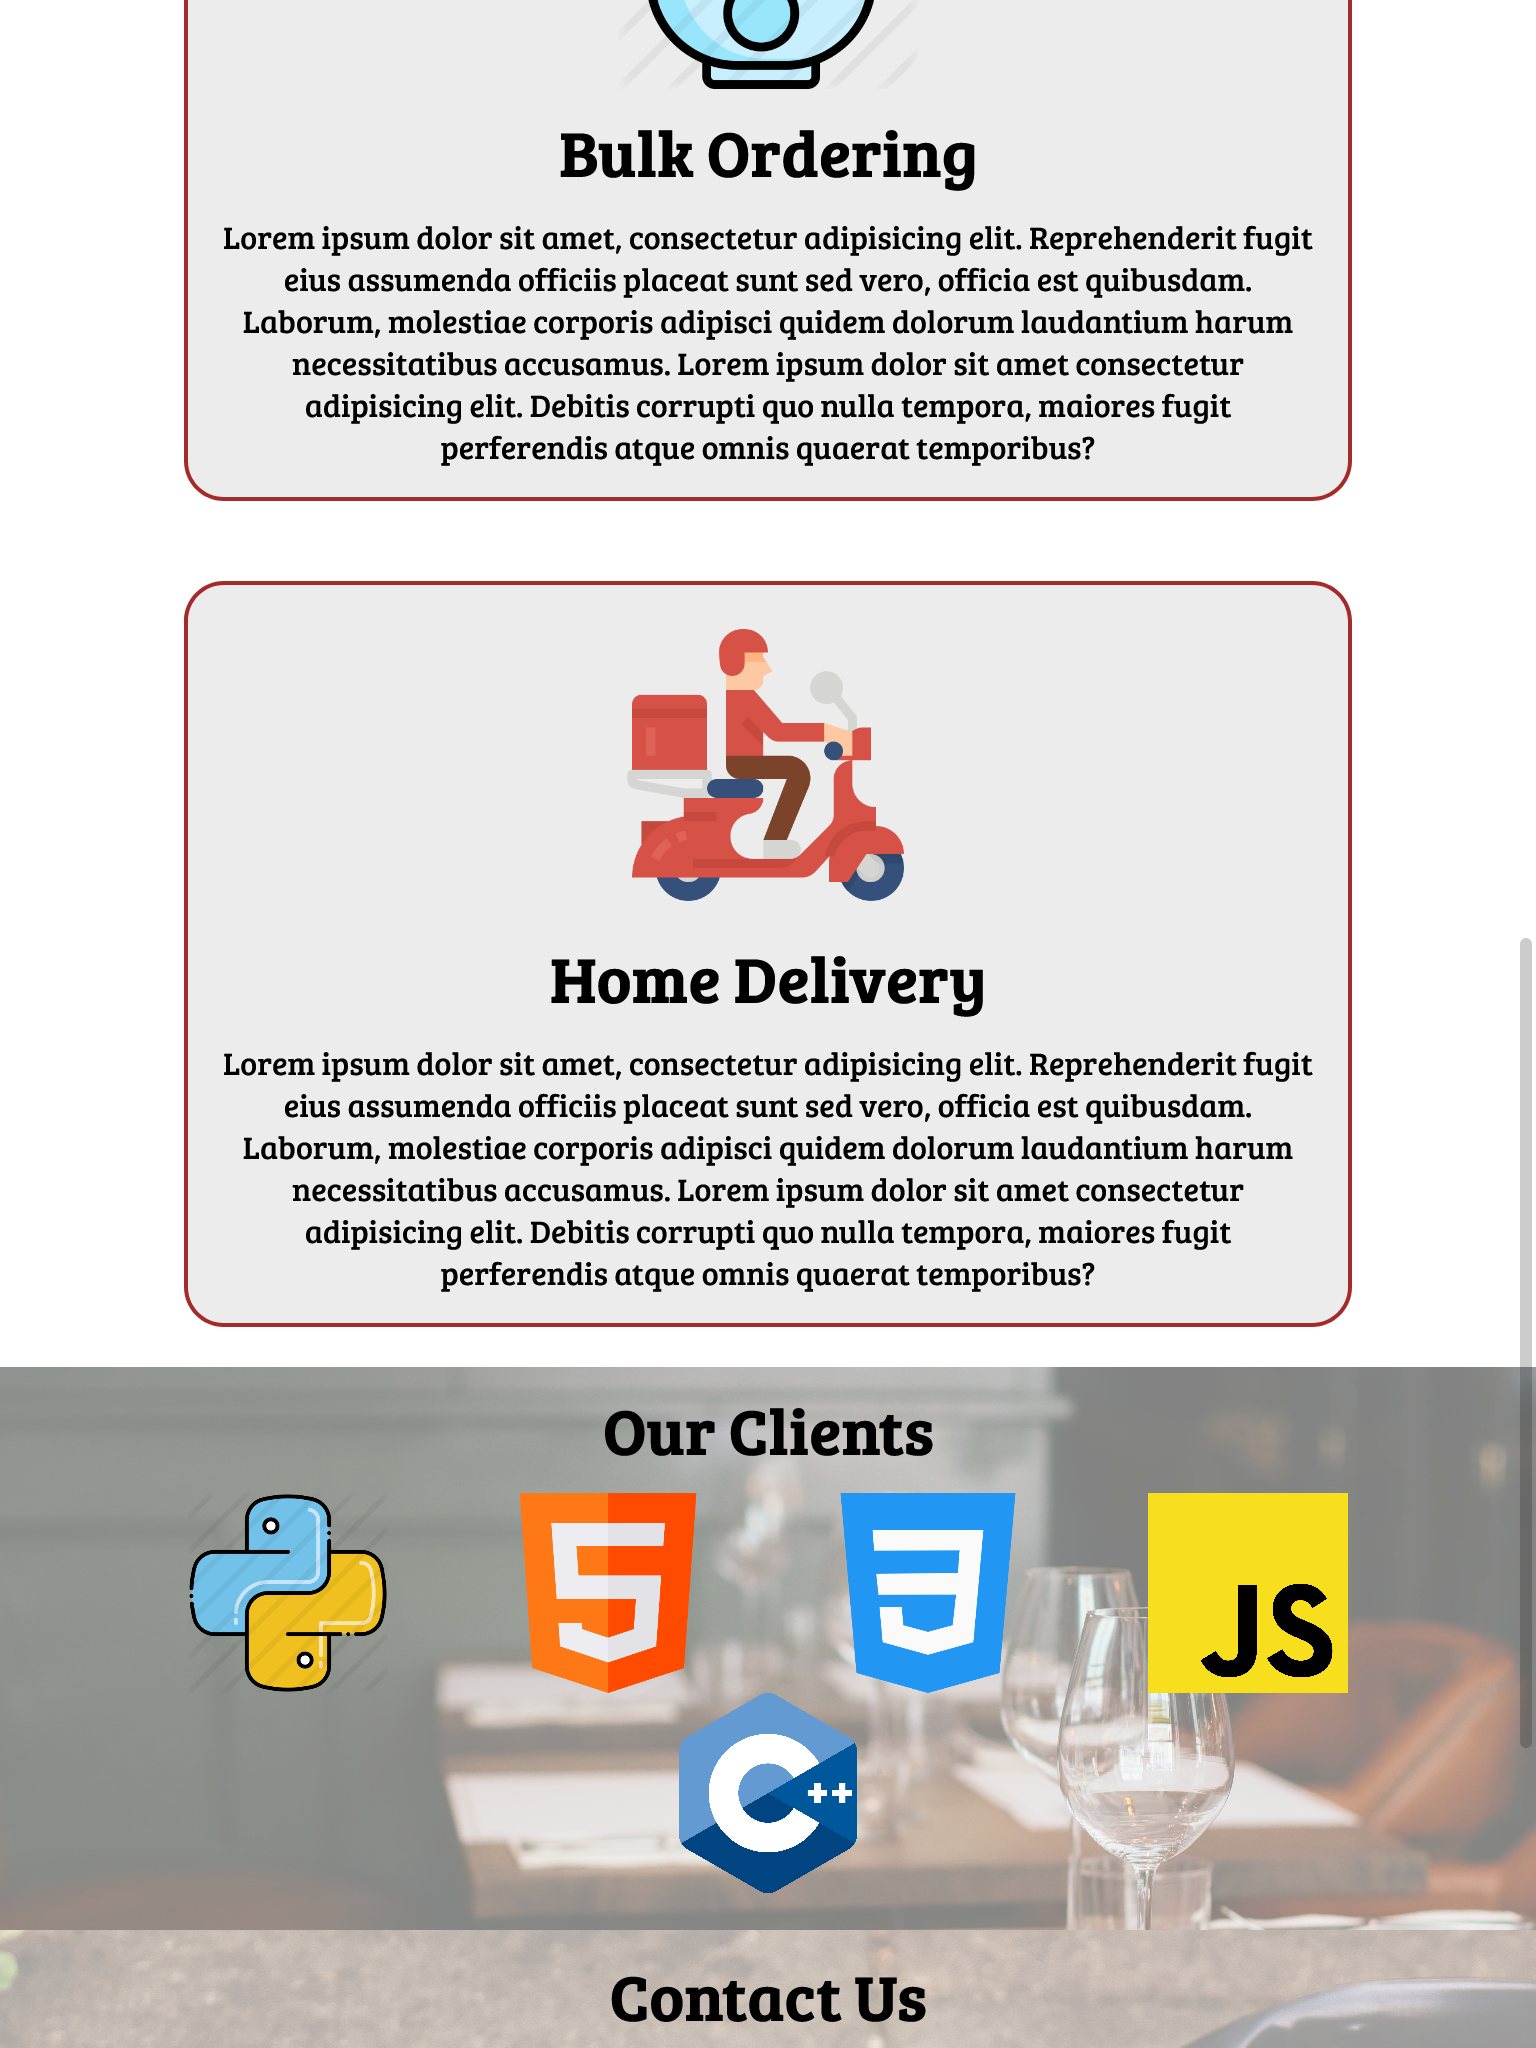 Bulk Ordering
Lorem ipsum dolor sit amet, consectetur adipisicing elit. Reprehenderit fugit
eius assumenda officiis placeat sunt sed vero, officia est quibusdam.
Laborum, molestiae corporis adipisci quidem dolorum laudantium harum
necessitatibus accusamus. Lorem ipsum dolor sit amet consectetur
adipisicing elit. Debitis corrupti quo nulla tempora, maiores fugit
perferendis atque omnis quaerat temporibus?
Home Delivery
Lorem ipsum dolor sit amet, consectetur adipisicing elit. Reprehenderit fugit
eius assumenda officiis placeat sunt sed vero, officia est quibusdam.
Laborum, molestiae corporis adipisci quidem dolorum laudantium harum
necessitatibus accusamus. Lorem ipsum dolor sit amet consectetur
adipisicing elit. Debitis corrupti quo nulla tempora, maiores fugit
perferendis atque omnis quaerat temporibus?
Our Clients
5
3
JS
C++
Contact Us